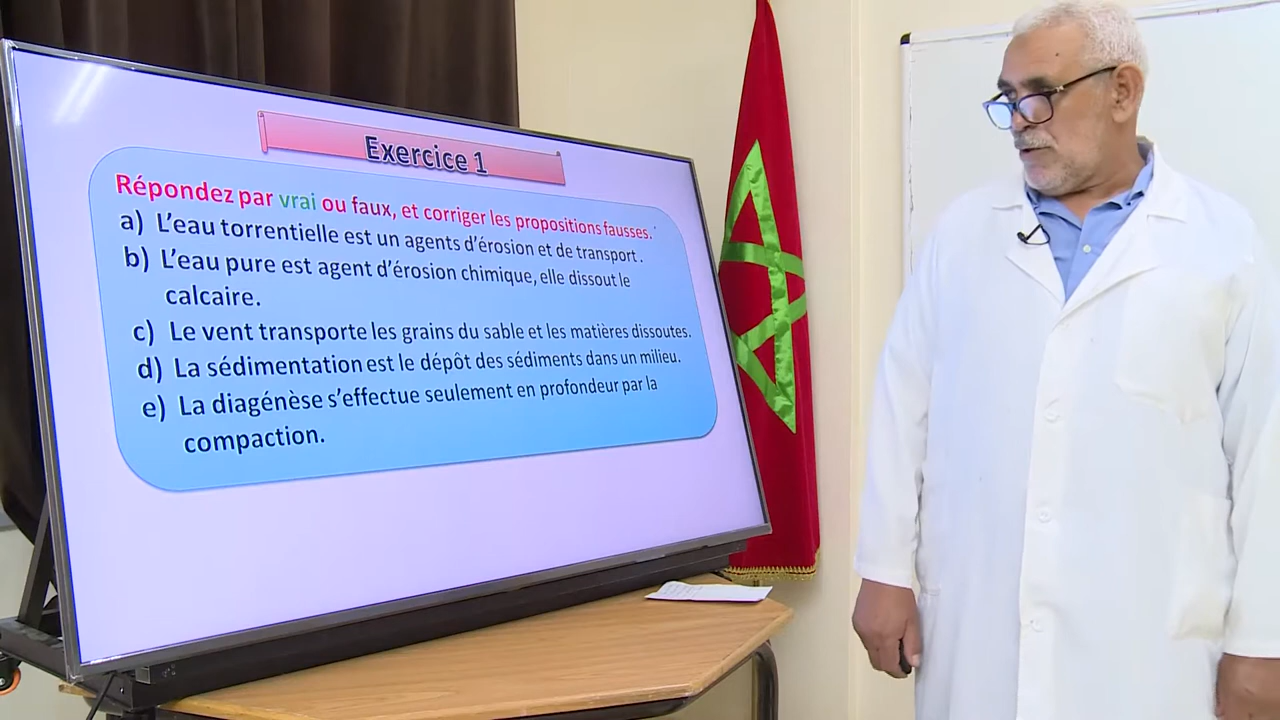 Exercice 1
Répondez par vrai ou faux, et corriger les propositions fausses.
a) L'eau torrentielle est un agents d'érosion et de transport.
b) L'eau pure est agent d'érosion chimique, elle dissout le
calcaire.
c) Le vent transporte les grains du sable et les matières dissoutes.
d) La sédimentation est le dépôt des sédiments dans un milieu.
e) La diagénèse s'effectue seulement en profondeur par la
compaction.